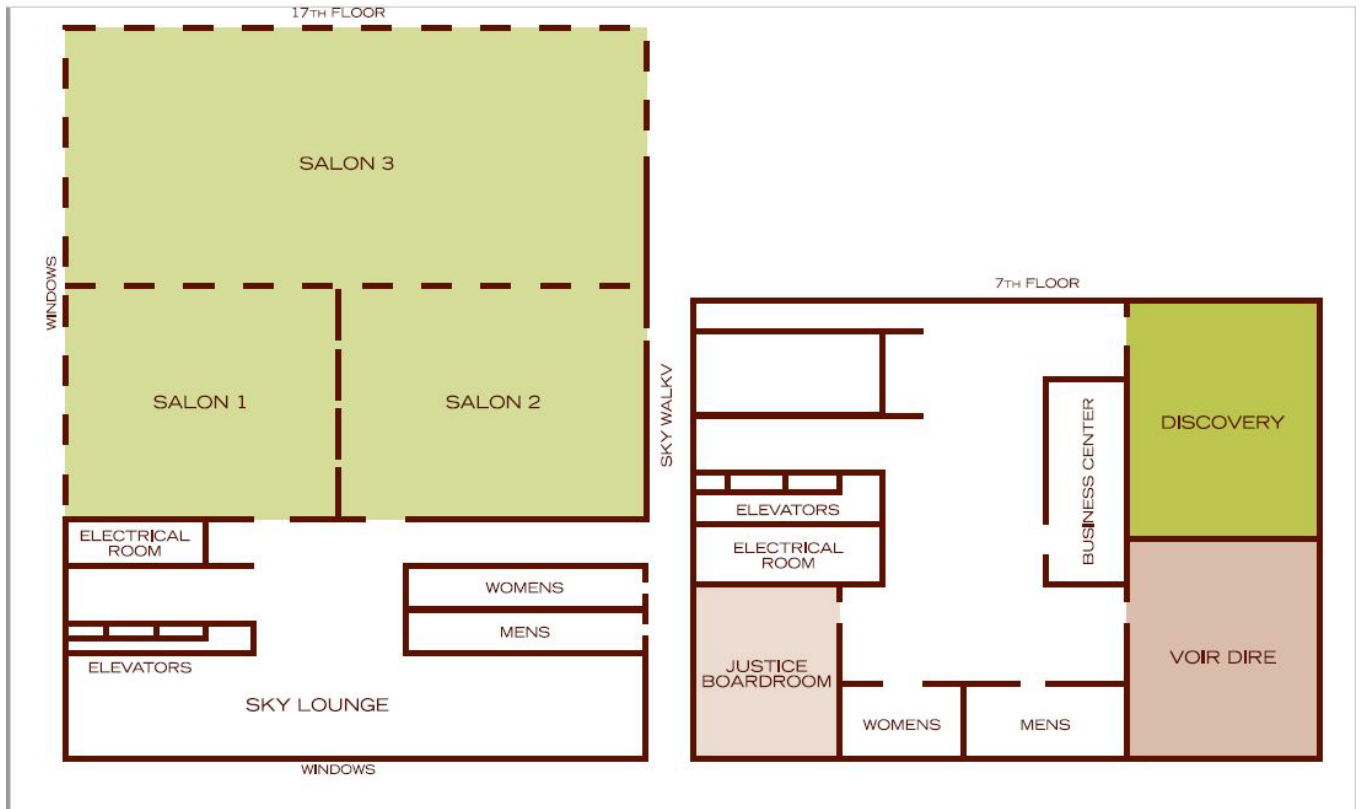 17TH FLOOR
SALON 3
WINDOWS
SALON 1
SALON 2
SKY WALKV
ELECTRICAL
ROOM
WOMENS
MENS
ELEVATORS
SKY LOUNGE
WINDOWS
7TH FLOOR
DISCOVERY
BUSINESS CENTER
ELEVATORS
ELECTRICAL
ROOM
JUSTICE
BOARDROOM
VOIR DIRE
WOMENS
MENS